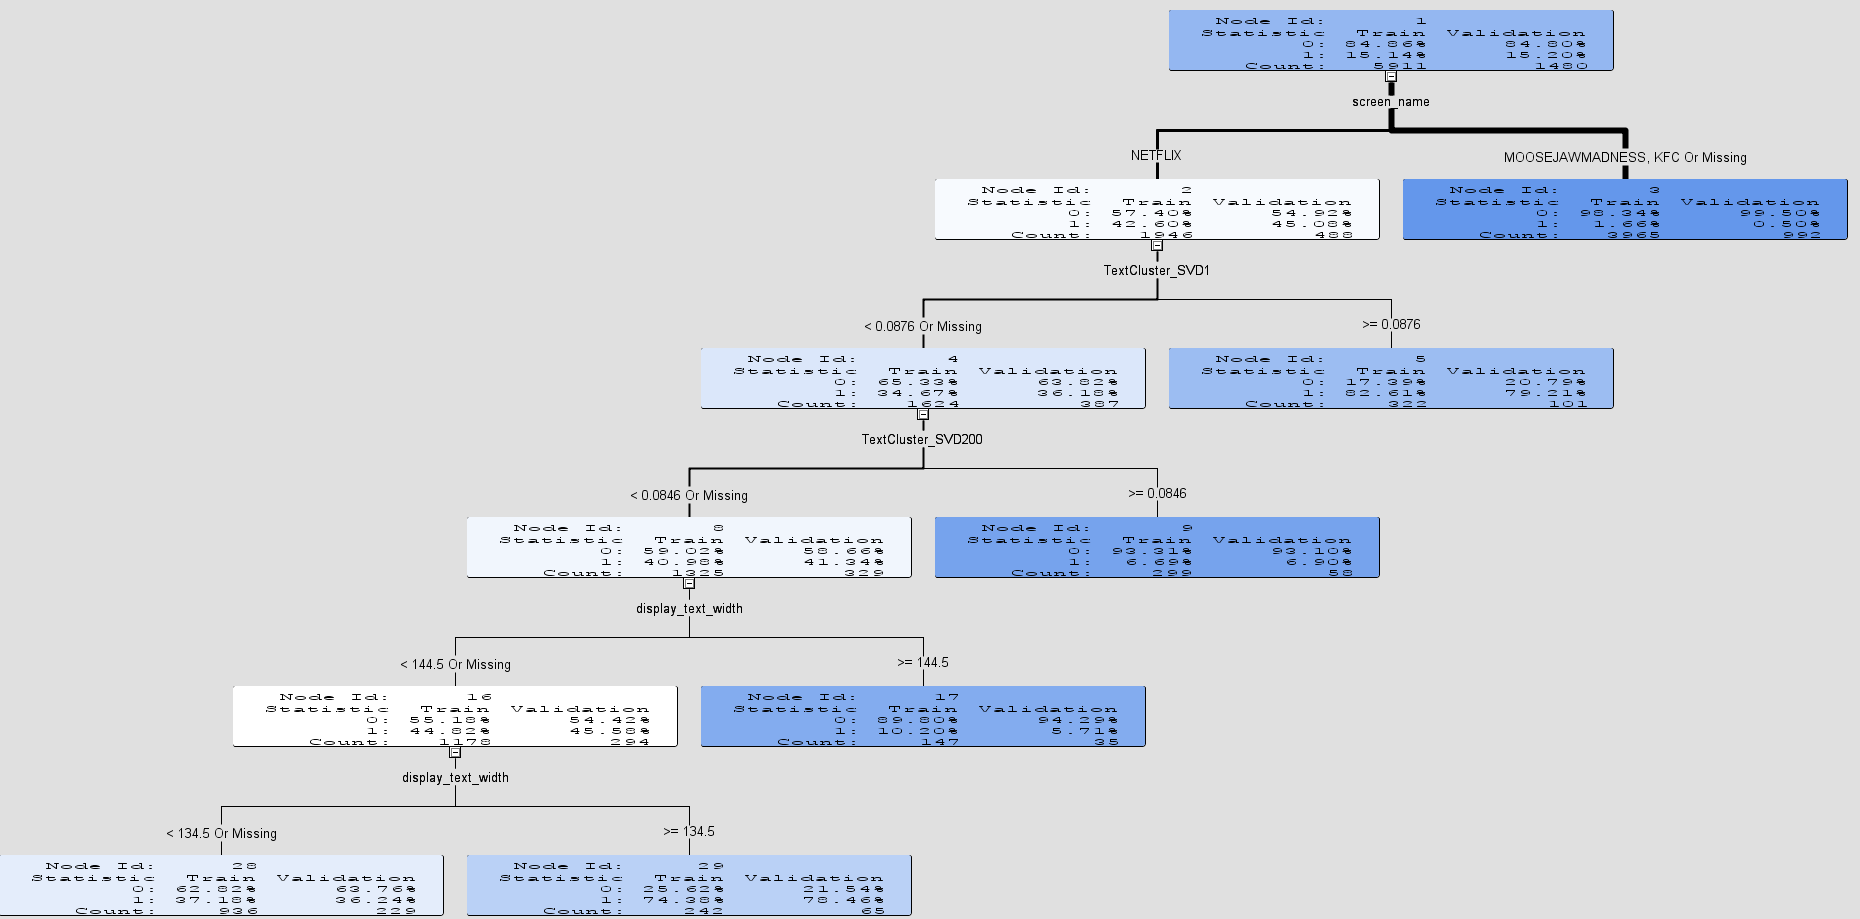 Node Id: 1
Statistic Train Validation
0: 84.86% 84.80%
1: 15.14% 15.20%
Count: 5911 1480
screen_name
NETFLIX
MOOSEJAWMADNESS, KFC Or Missing
Node Id: 2
Statistic Train Validation
0: 57.40% 54.92%
1: 42.60% 45.08%
Count: 1946 488
Node Id: 3
Statistic Train Validation
0: 98.34% 99.50%
1: 1.66% 0.50%
Count: 3965 992
TextCluster_SVD1
< 0.0876 Or Missing
>= 0.0876
Node Id: 4
Statistic Train Validation
0: 65.33% 63.82%
1: 34.67% 36.18%
Count: 1624 387
Node Id: 5
Statistic Train Validation
0: 17.39% 20.79%
1: 82.61% 79.21%
Count: 322 101
TextCluster_SVD200
< 0.0846 Or Missing
>= 0.0846
Node Id: 8
Statistic Train Validation
0: 59.02% 58.66%
1: 40.98% 41.34%
Count: 1325 329
Node Id: 9
Statistic Train Validation
0: 93.31% 93.10%
1: 6.69% 6.90%
Count: 299 58
display_text_width
< 144.5 Or Missing
>= 144.5
Node Id: 16
Statistic Train Validation
0: 55.18% 54.42%
1: 44.82% 45.58%
Count: 1178 294
Node Id: 17
Statistic Train Validation
0: 89.80% 94.29%
1: 10.20% 5.71%
Count: 147 35
display_text_width
< 134.5 Or Missing
>= 134.5
Node Id: 28
Statistic Train Validation
0: 62.82% 63.76%
1: 37.18% 36.24%
Count: 936 229
Node Id: 29
Statistic Train Validation
0: 25.62% 21.54%
1: 74.38% 78.46%
Count: 242 65